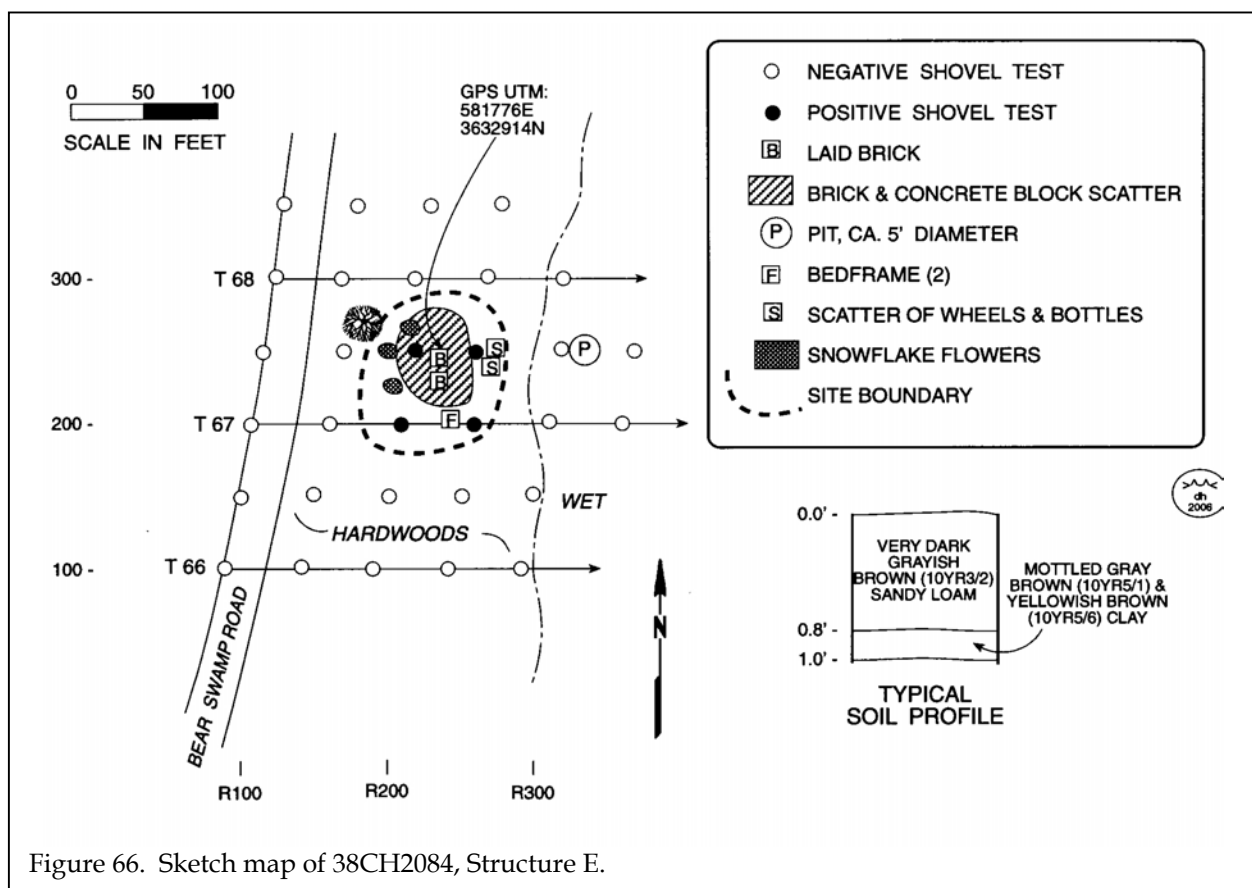 0 50 100
SCALE IN FEET
GPS UTM:
581776E
3632914N
NEGATIVE SHOVEL TEST
POSITIVE SHOVEL TEST
B LAID BRICK
BRICK & CONCRETE BLOCK SCATTER
P PIT, CA. 5' DIAMETER
F BEDFRAME (2)
S SCATTER OF WHEELS & BOTTLES
SNOWFLAKE FLOWERS
SITE BOUNDARY
300 -
T 68
S
P
B
S
B
200 -
T 67
F
WET
HARDWOODS
100 -
T 66
BEAR SWAMP ROAD
N
R100
R200
R300
dh
2006
0.0' -
VERY DARK
GRAYISH
BROWN (10YR3/2)
SANDY LOAM
0.8' -
1.0' -
MOTTLED GRAY
BROWN (10YR5/1) &
YELLOWISH BROWN
(10YR5/6) CLAY
TYPICAL
SOIL PROFILE
Figure 66. Sketch map of 38CH2084, Structure E.